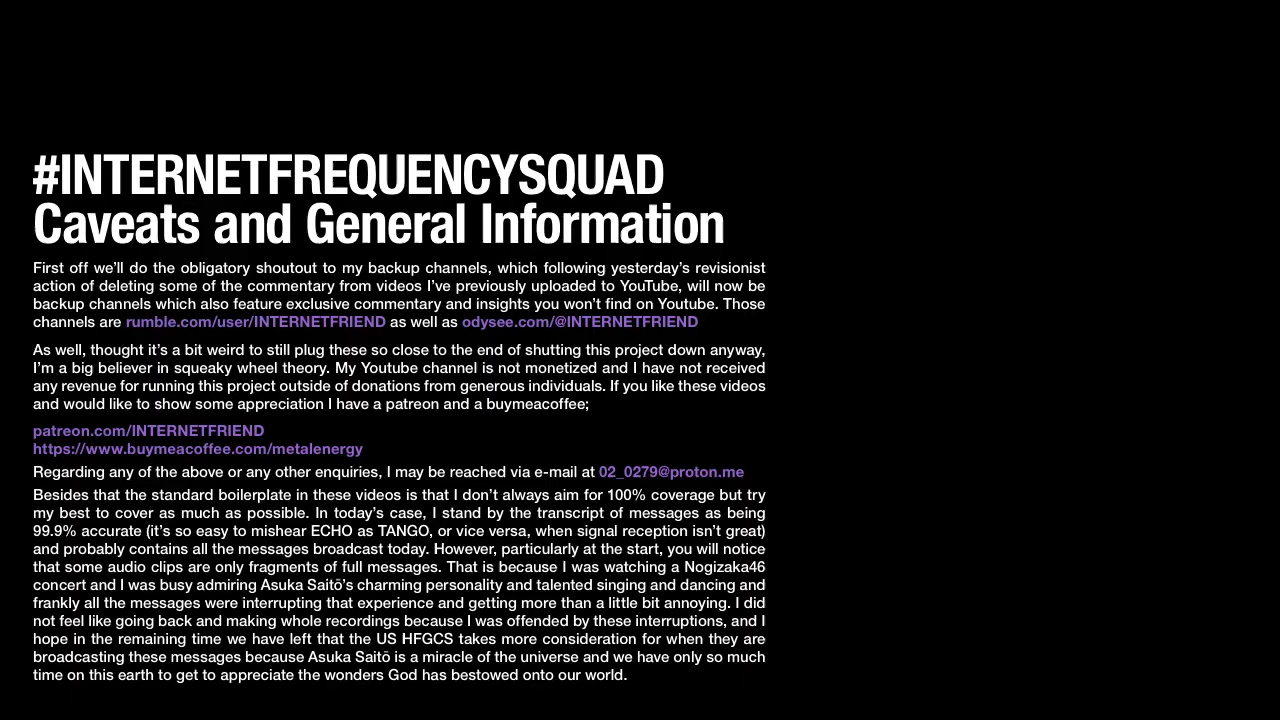 #INTERNETFREQUENCYSQUAD
Caveats and General Information
First off we'll do the obligatory shoutout to my backup channels, which following yesterday's revisionist
action of deleting some of the commentary from videos I've previously uploaded to YouTube, will now be
backup channels which also feature exclusive commentary and insights you won't find on Youtube. Those
channels are rumble.com/user/INTERNETFRIEND as well as odysee.com/@INTERNETFRIEND
As well, thought it's a bit weird to still plug these so close to the end of shutting this project down anyway,
I'm a big believer in squeaky wheel theory. My Youtube channel is not monetized and I have not received
any revenue for running this project outside of donations from generous individuals. If you like these videos
and would like to show some appreciation I have a patreon and a buymeacoffee;
patreon.com/INTERNETFRIEND
https://www.buymeacoffee.com/metalenergy
Regarding any of the above or any other enquiries, I may be reached via e-mail at 02_0279@proton.me
Besides that the standard boilerplate in these videos is that I don't always aim for 100% coverage but try
my best to cover as much as possible. In today's case, I stand by the transcript of messages as being
99.9% accurate (it's so easy to mishear ECHO as TANGO, or vice versa, when signal reception isn't great)
and probably contains all the messages broadcast today. However, particularly at the start, you will notice
that some audio clips are only fragments of full messages. That is because I was watching a Nogizaka46
concert and I was busy admiring Asuka Saitō's charming personality and talented singing and dancing and
frankly all the messages were interrupting that experience and getting more than a little bit annoying. I did
not feel like going back and making whole recordings because I was offended by these interruptions, and I
hope in the remaining time we have left that the US HFGCS takes more consideration for when they are
broadcasting these messages because Asuka Saitō is a miracle of the universe and we have only so much
time on this earth to get to appreciate the wonders God has bestowed onto our world.